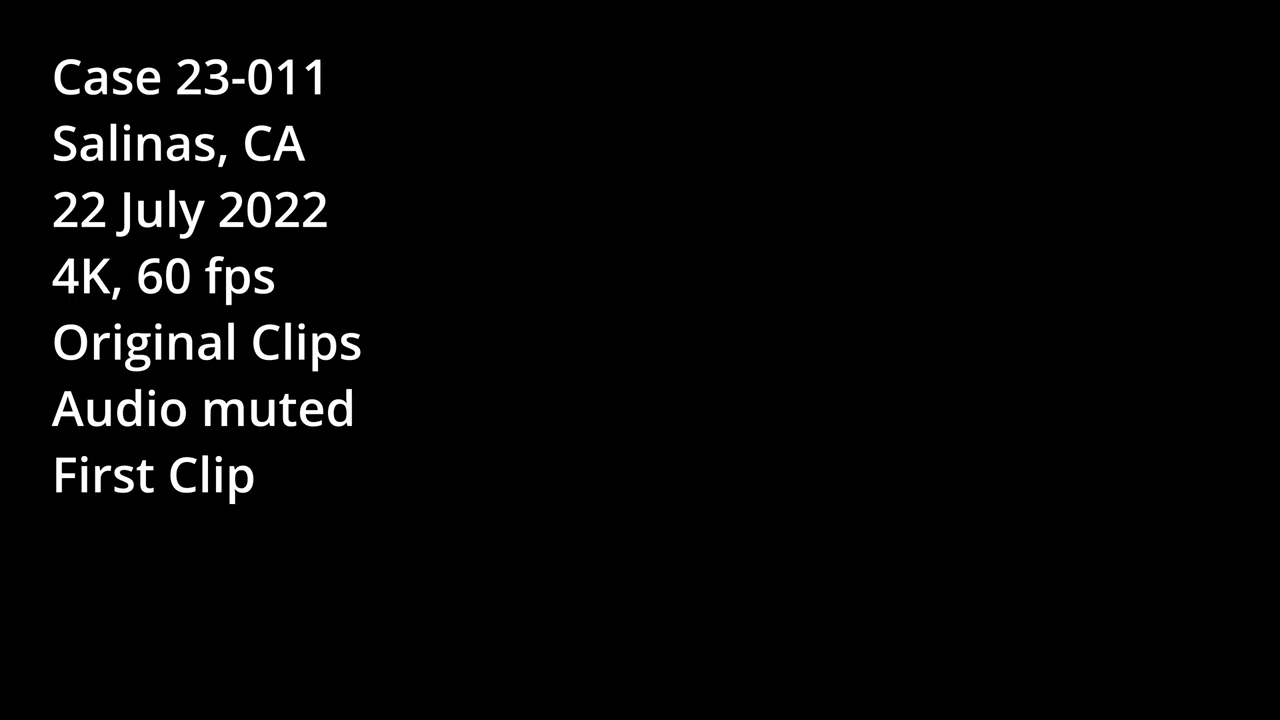 Case 23-011
Salinas, CA
22 July 2022
4K, 60 fps
Original Clips
Audio muted
First Clip